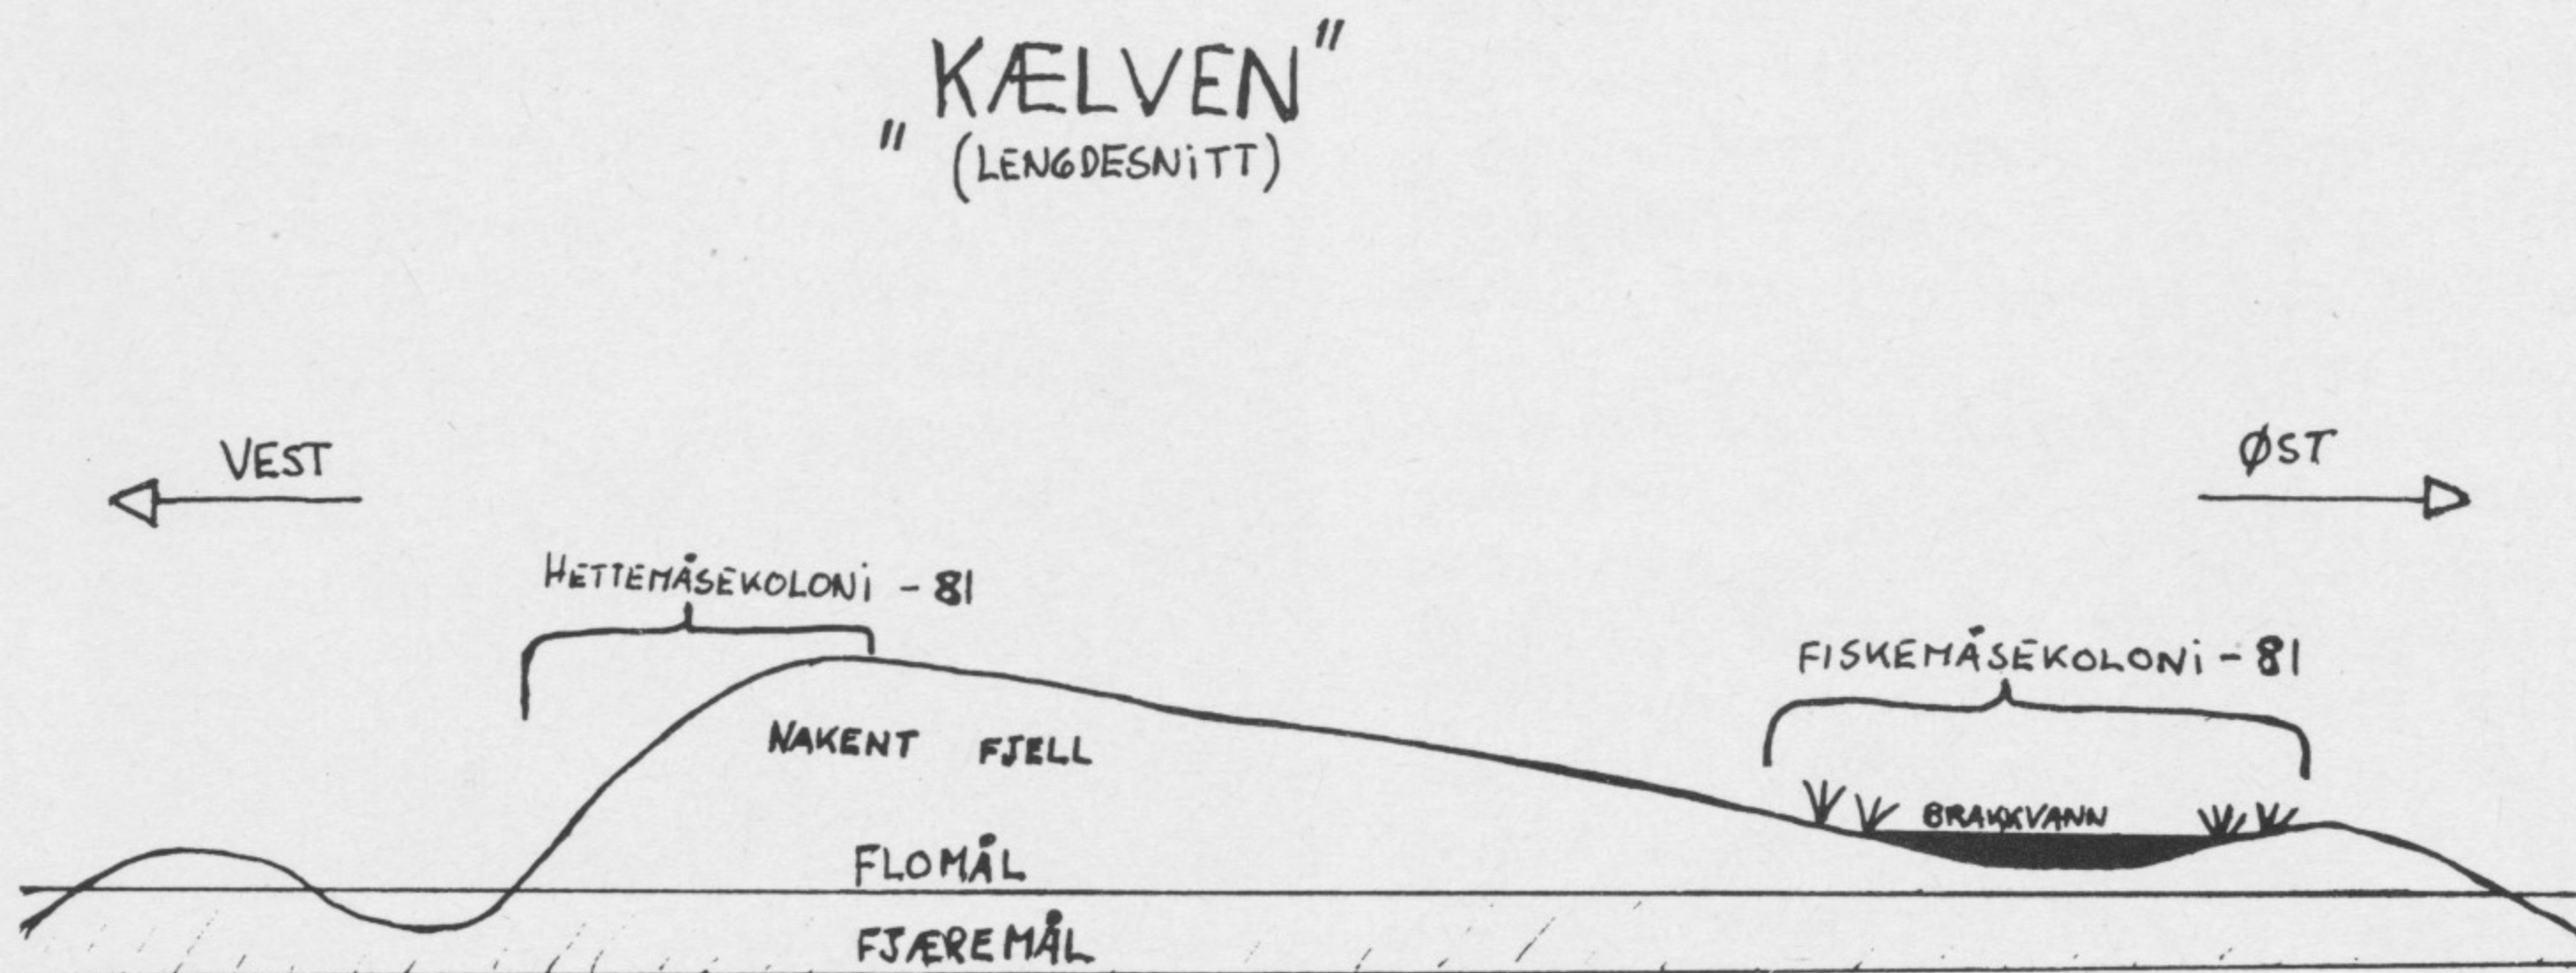 „KÆLVEN"
(LENGDESNiTT)
VEST
ØST
HETTEMÅSEKOLONi - 81
FISKEMÅSEKOLONi - 81
NAKENT FJELL
BRAKKVANN
FLOMÅL
FJÆREMÅL